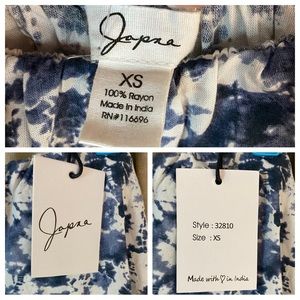 Japna
XS
100% Rayon
Made in India
RN#116696
Japna
Style : 32810
Size : XS
Made with ♡ in India